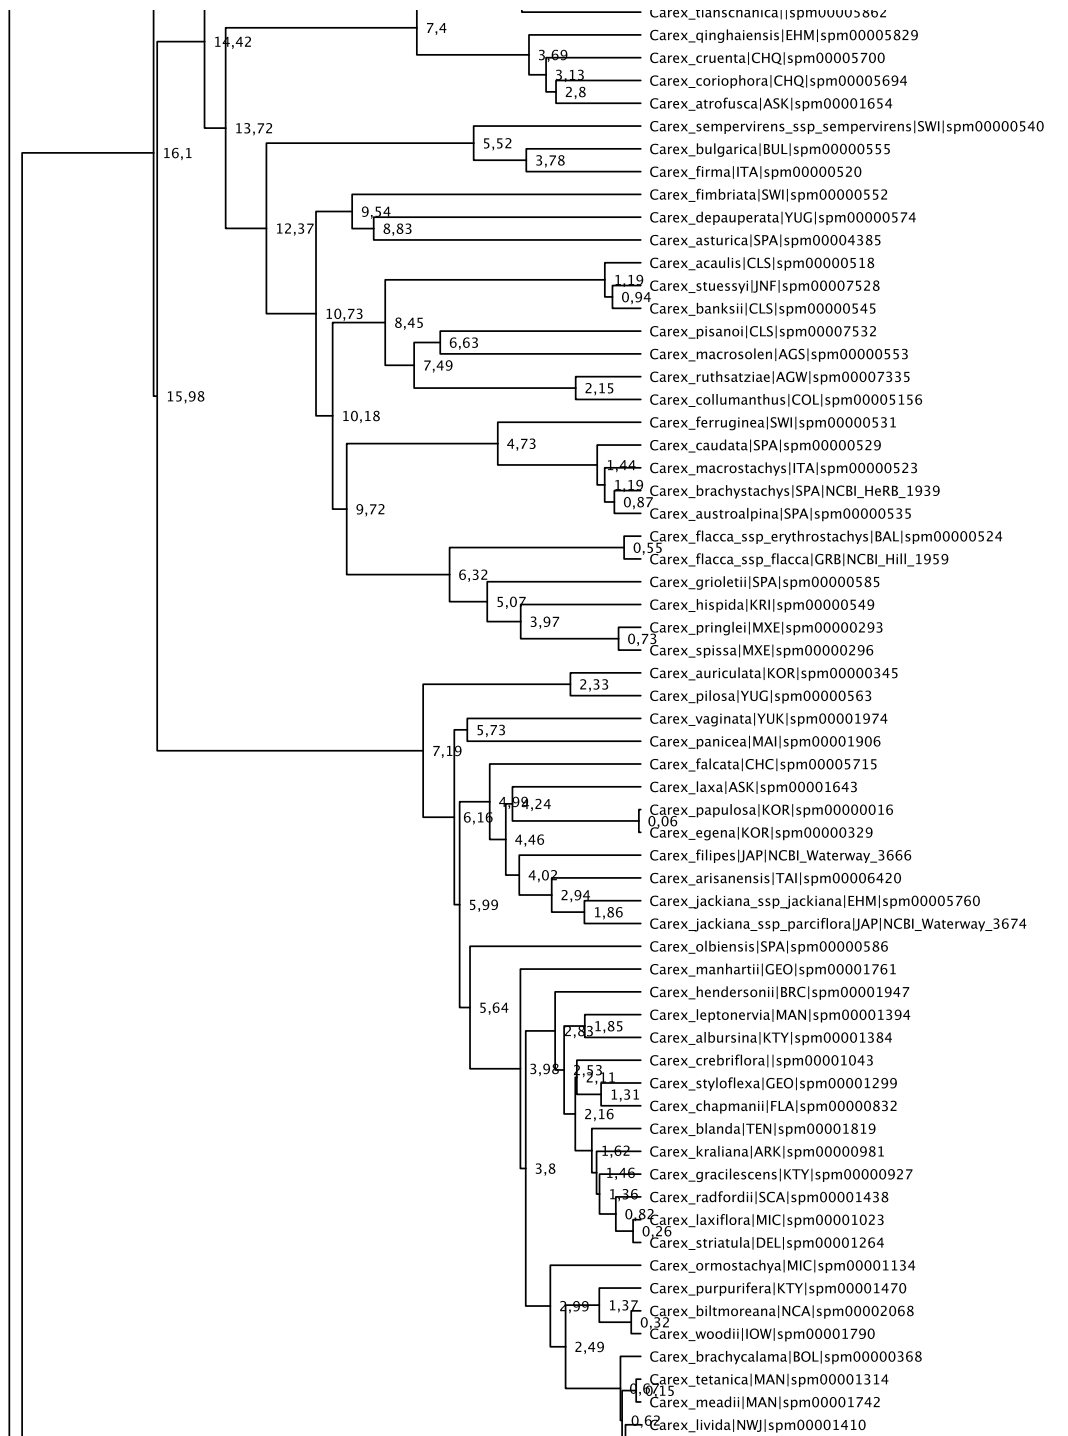 Carex_tianschanica||spm00005862
7,4
Carex_qinghaiensis|EHM|spm00005829
14,42
3,69
Carex_cruenta|CHQ|spm00005700
3,13
Carex_coriophora|CHQ|spm00005694
2,8
Carex_atrofusca|ASK|spm00001654
13,72
Carex_sempervirens_ssp_sempervirens|SWI|spm00000540
5,52
Carex_bulgarica|BUL|spm00000555
16,1
3,78
Carex_firma|ITA|spm00000520
Carex_fimbriata|SWI|spm00000552
9,54
Carex_depauperata|YUG|spm00000574
12,37
8,83
Carex_asturica|SPA|spm00004385
Carex_acaulis|CLS|spm00000518
1,19
Carex_stuessyi|JNF|spm00007528
0,94
Carex_banksii|CLS|spm00000545
10,73
8,45
Carex_pisanoi|CLS|spm00007532
6,63
Carex_macrosolen|AGS|spm00000553
7,49
Carex_ruthsatziae|AGW|spm00007335
2,15
15,98
Carex_collumanthus|COL|spm00005156
10,18
Carex_ferruginea|SWI|spm00000531
4,73
Carex_caudata|SPA|spm00000529
1,44
Carex_macrostachys|ITA|spm00000523
1,19
Carex_brachystachys|SPA|NCBI_HeRB_1939
0,87
9,72
Carex_austroalpina|SPA|spm00000535
Carex_flacca_ssp_erythrostachys|BAL|spm00000524
0,55
Carex_flacca_ssp_flacca|GRB|NCBI_Hill_1959
6,32
Carex_grioletii|SPA|spm00000585
5,07
Carex_hispida|KRI|spm00000549
3,97
Carex_pringlei|MXE|spm00000293
0,73
Carex_spissa|MXE|spm00000296
Carex_auriculata|KOR|spm00000345
2,33
Carex_pilosa|YUG|spm00000563
Carex_vaginata|YUK|spm00001974
5,73
Carex_panicea|MAI|spm00001906
7,19
Carex_falcata|CHC|spm00005715
Carex_laxa|ASK|spm00001643
4,99
4,24
Carex_papulosa|KOR|spm00000016
6,16
0,06
Carex_egena|KOR|spm00000329
4,46
Carex_filipes|JAP|NCBI_Waterway_3666
4,02
Carex_arisanensis|TAI|spm00006420
2,94
Carex_jackiana_ssp_jackiana|EHM|spm00005760
5,99
1,86
Carex_jackiana_ssp_parciflora|JAP|NCBI_Waterway_3674
Carex_olbiensis|SPA|spm00000586
Carex_manhartii|GEO|spm00001761
Carex_hendersonii|BRC|spm00001947
5,64
Carex_leptonervia|MAN|spm00001394
2,83
1,85
Carex_albursina|KTY|spm00001384
Carex_crebriflora||spm00001043
3,98
2,53
2,11
Carex_styloflexa|GEO|spm00001299
1,31
Carex_chapmanii|FLA|spm00000832
2,16
Carex_blanda|TEN|spm00001819
1,62
Carex_kraliana|ARK|spm00000981
3,8
1,46
Carex_gracilescens|KTY|spm00000927
1,36
Carex_radfordii|SCA|spm00001438
0,82
Carex_laxiflora|MIC|spm00001023
0,26
Carex_striatula|DEL|spm00001264
Carex_ormostachya|MIC|spm00001134
Carex_purpurifera|KTY|spm00001470
2,99
1,37
Carex_biltmoreana|NCA|spm00002068
0,32
Carex_woodii|IOW|spm00001790
2,49
Carex_brachycalama|BOL|spm00000368
Carex_tetanica|MAN|spm00001314
0,67
0,15
Carex_meadii|MAN|spm00001742
0,62
Carex_livida|NWJ|spm00001410